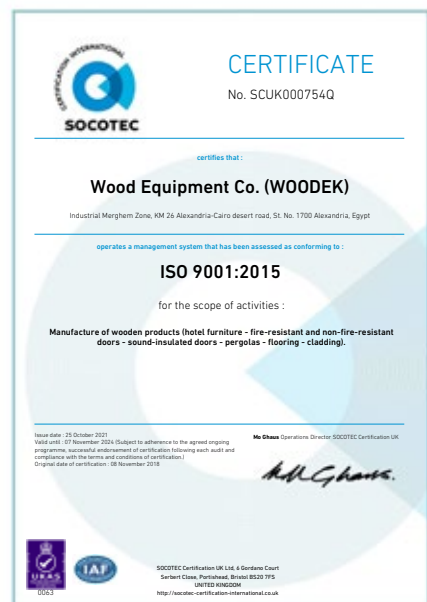 CERTIFICATION INTERNATIONAL
SOCOTEC
CERTIFICATE
No. SCUK000754Q
certifies that :
Wood Equipment Co. (WOODEK)
Industrial Merghem Zone, KM 26 Alexandria-Cairo desert road, St. No. 1700 Alexandria, Egypt
operates a management system that has been assessed as conforming to :
ISO 9001:2015
for the scope of activities :
Manufacture of wooden products (hotel furniture - fire-resistant and non-fire-resistant
doors - sound-insulated doors - pergolas - flooring - cladding).
Issue date : 25 October 2021
Valid until : 07 November 2024 (Subject to adherence to the agreed ongoing
programme, successful endorsement of certification following each audit and
compliance with the terms and conditions of certification.)
Original date of certification : 08 November 2018
Mo Ghaus Operations Director SOCOTEC Certification UK
UKAS
0063
IAF
SOCOTEC Certification UK Ltd, 6 Gordano Court
Serbert Close, Portishead, Bristol BS20 7FS
UNITED KINGDOM
http://socotec-certification-international.co.uk